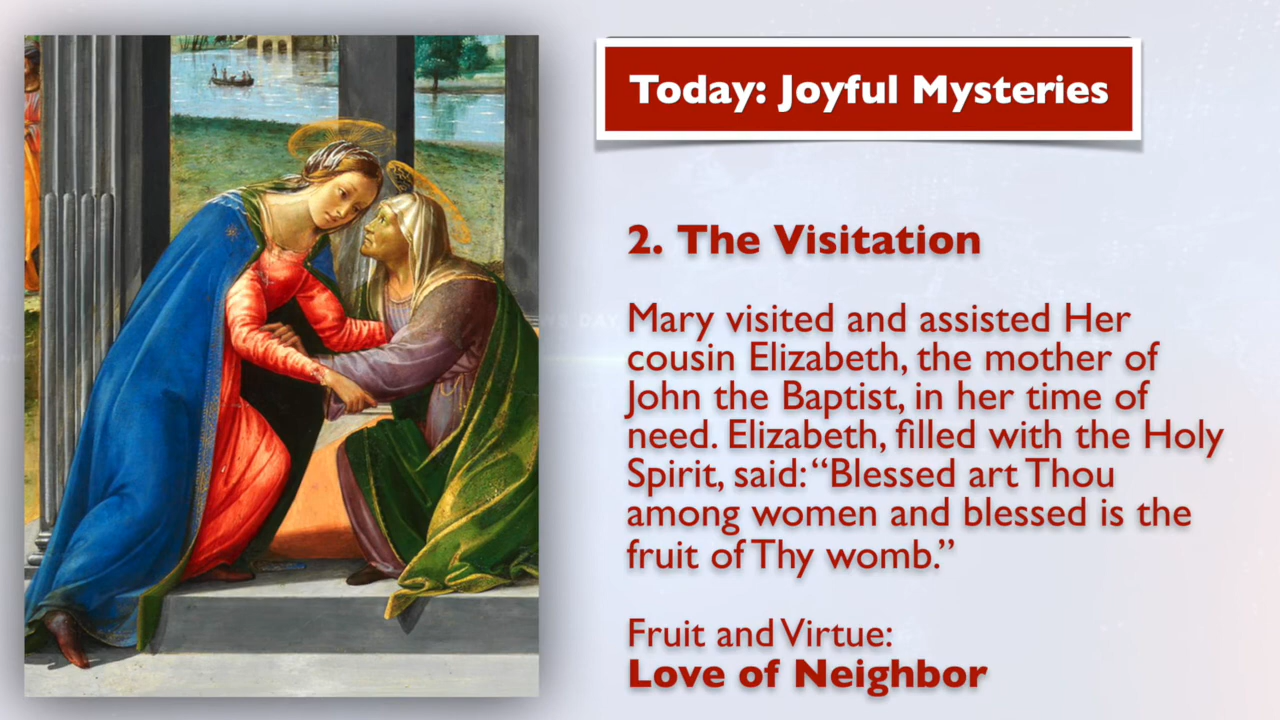 Today: Joyful Mysteries
2. The Visitation
Mary visited and assisted Her
cousin Elizabeth, the mother of
John the Baptist, in her time of
need. Elizabeth, filled with the Holy
Spirit, said: “Blessed art Thou
among women and blessed is the
fruit of Thy womb.”
Fruit and Virtue:
Love of Neighbor